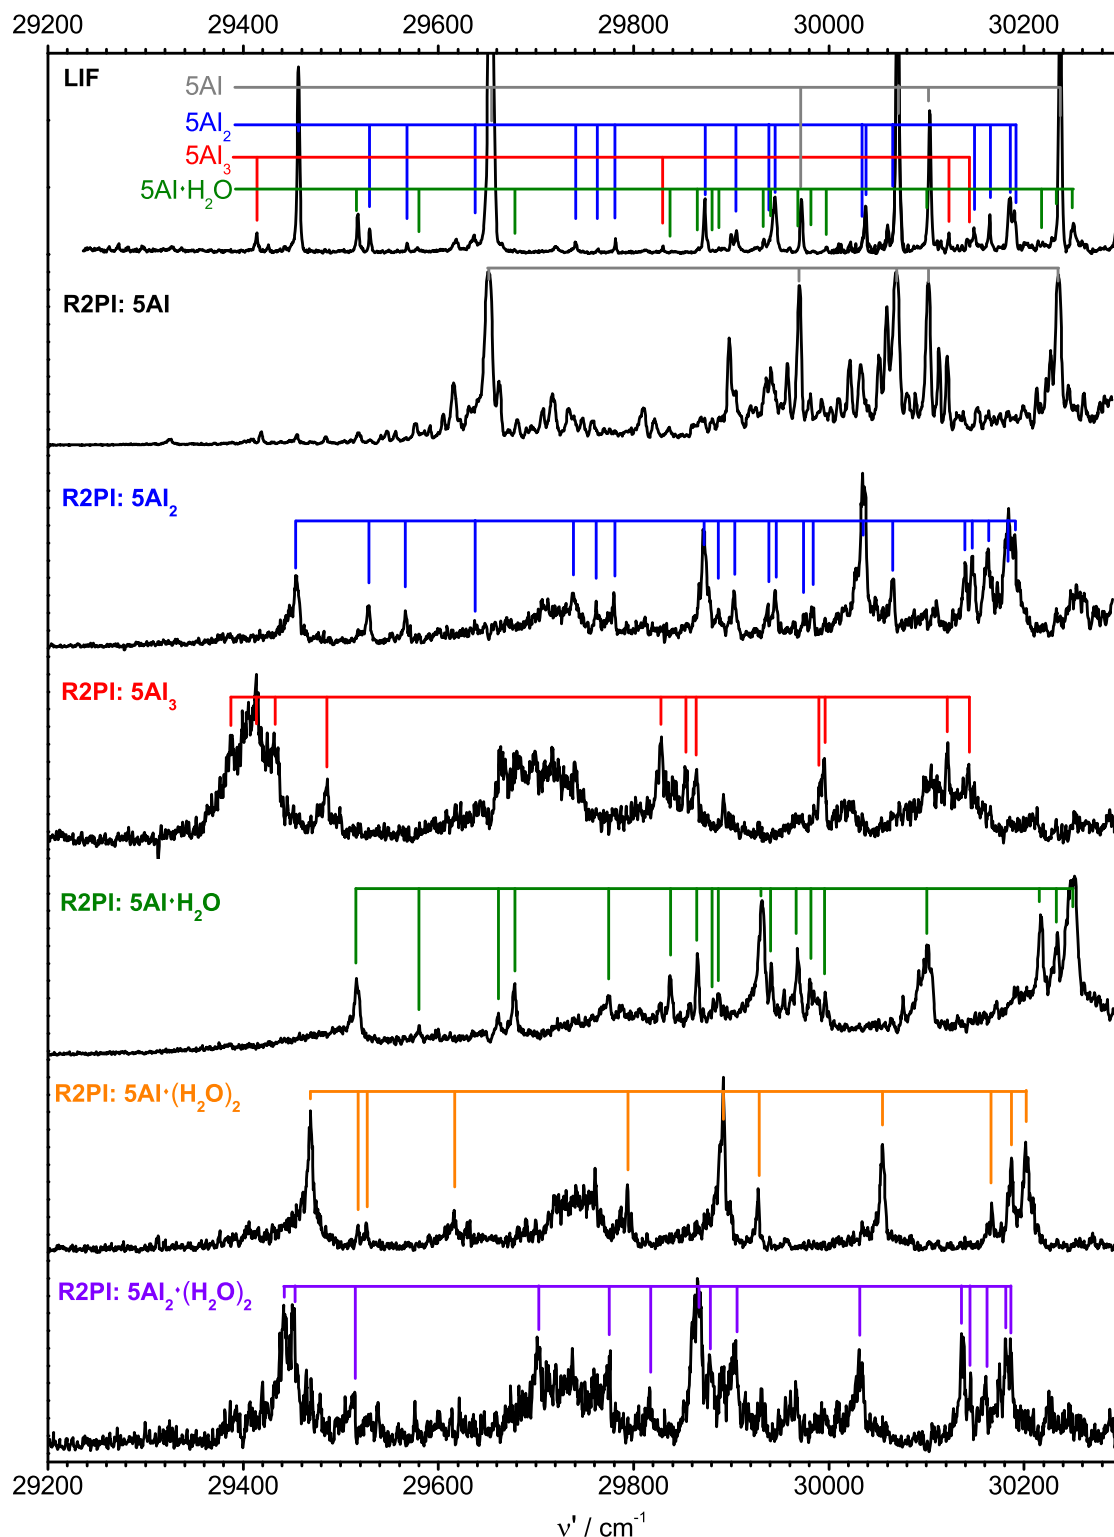 29200 29400 29600 29800 30000 30200
LIF
5AI
5AI₂
5AI₃
5AI·H₂O
R2PI: 5AI
R2PI: 5AI₂
R2PI: 5AI₃
R2PI: 5AI·H₂O
R2PI: 5AI·(H₂O)₂
R2PI: 5AI₂·(H₂O)₂
29200 29400 29600 29800 30000 30200
ν' / cm⁻¹